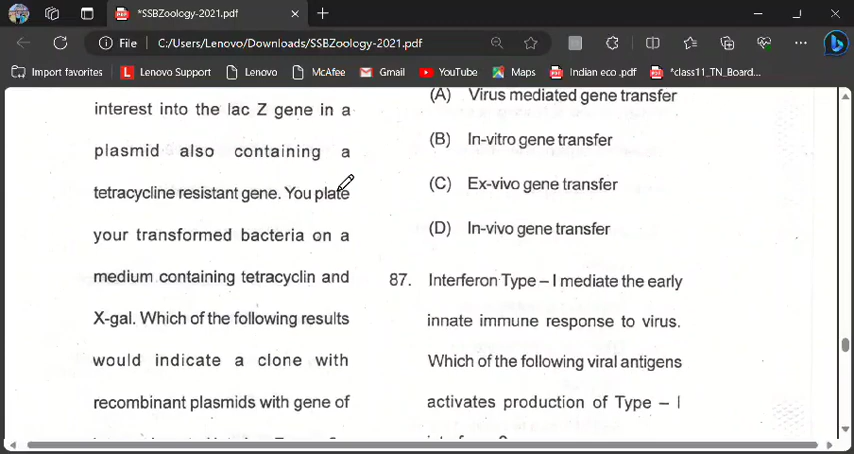 *SSBZoology-2021.pdf
File
C:/Users/Lenovo/Downloads/SSBZoology-2021.pdf
Import favorites
Lenovo Support
Lenovo
McAfee
Gmail
YouTube
Maps
Indian eco .pdf
*class11_TN_Board...
interest into the lac Z gene in a
plasmid also containing a
tetracycline resistant gene. You plate
your transformed bacteria on a
medium containing tetracyclin and
X-gal. Which of the following results
would indicate a clone with
recombinant plasmids with gene of
(A) Virus mediated gene transfer
(B) In-vitro gene transfer
(C) Ex-vivo gene transfer
(D) In-vivo gene transfer
87. Interferon Type – I mediate the early
innate immune response to virus.
Which of the following viral antigens
activates production of Type – I